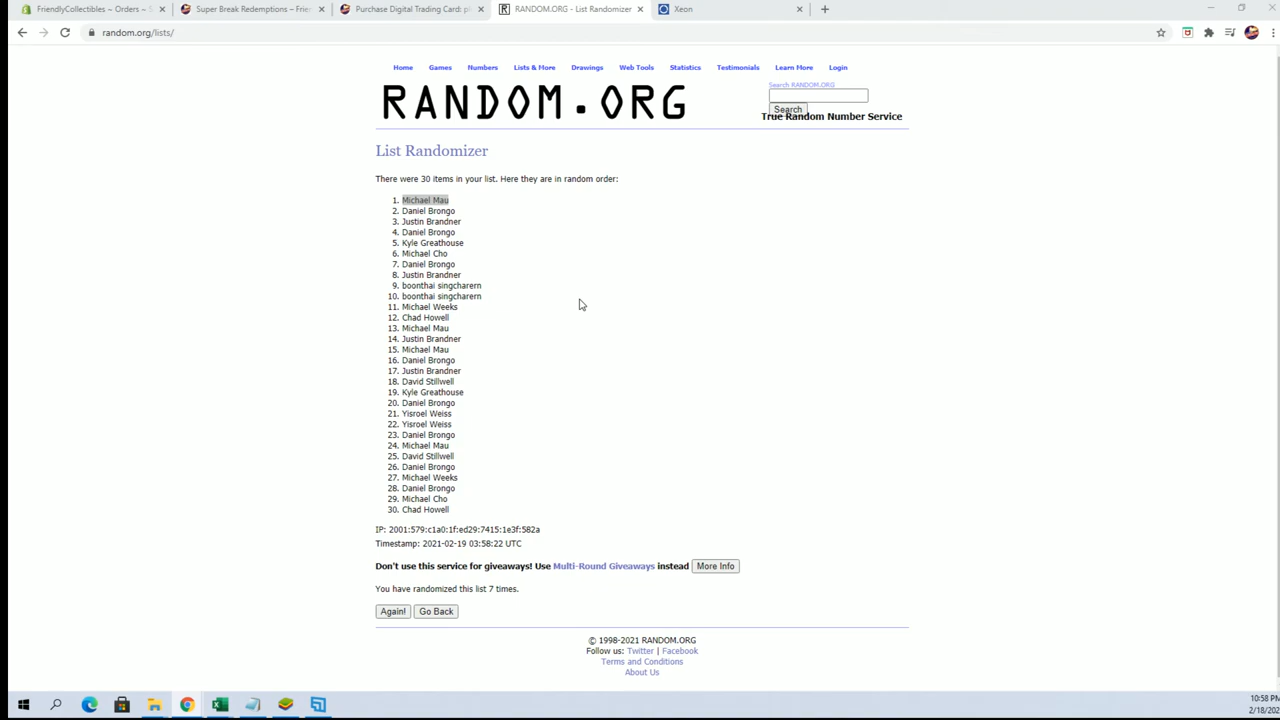 FriendlyCollectibles ~ Orders ~ S
Super Break Redemptions – Frie
Purchase Digital Trading Card: p
RANDOM.ORG - List Randomizer
Xeon
random.org/lists/
Home Games Numbers Lists & More Drawings Web Tools Statistics Testimonials Learn More Login
Search RANDOM.ORG
RANDOM.ORG
Search
True Random Number Service
List Randomizer
There were 30 items in your list. Here they are in random order:
1. Michael Mau
2. Daniel Brongo
3. Justin Brandner
4. Daniel Brongo
5. Kyle Greathouse
6. Michael Cho
7. Daniel Brongo
8. Justin Brandner
9. boonthai singcharern
10. boonthai singcharern
11. Michael Weeks
12. Chad Howell
13. Michael Mau
14. Justin Brandner
15. Michael Mau
16. Daniel Brongo
17. Justin Brandner
18. David Stillwell
19. Kyle Greathouse
20. Daniel Brongo
21. Yisroel Weiss
22. Yisroel Weiss
23. Daniel Brongo
24. Michael Mau
25. David Stillwell
26. Daniel Brongo
27. Michael Weeks
28. Daniel Brongo
29. Michael Cho
30. Chad Howell
IP: 2001:579:c1a0:1f:ed29:7415:1e3f:582a
Timestamp: 2021-02-19 03:58:22 UTC
Don't use this service for giveaways! Use Multi-Round Giveaways instead More Info
You have randomized this list 7 times.
Again! Go Back
© 1998-2021 RANDOM.ORG
Follow us: Twitter | Facebook
Terms and Conditions
About Us
10:58 PM
2/18/202